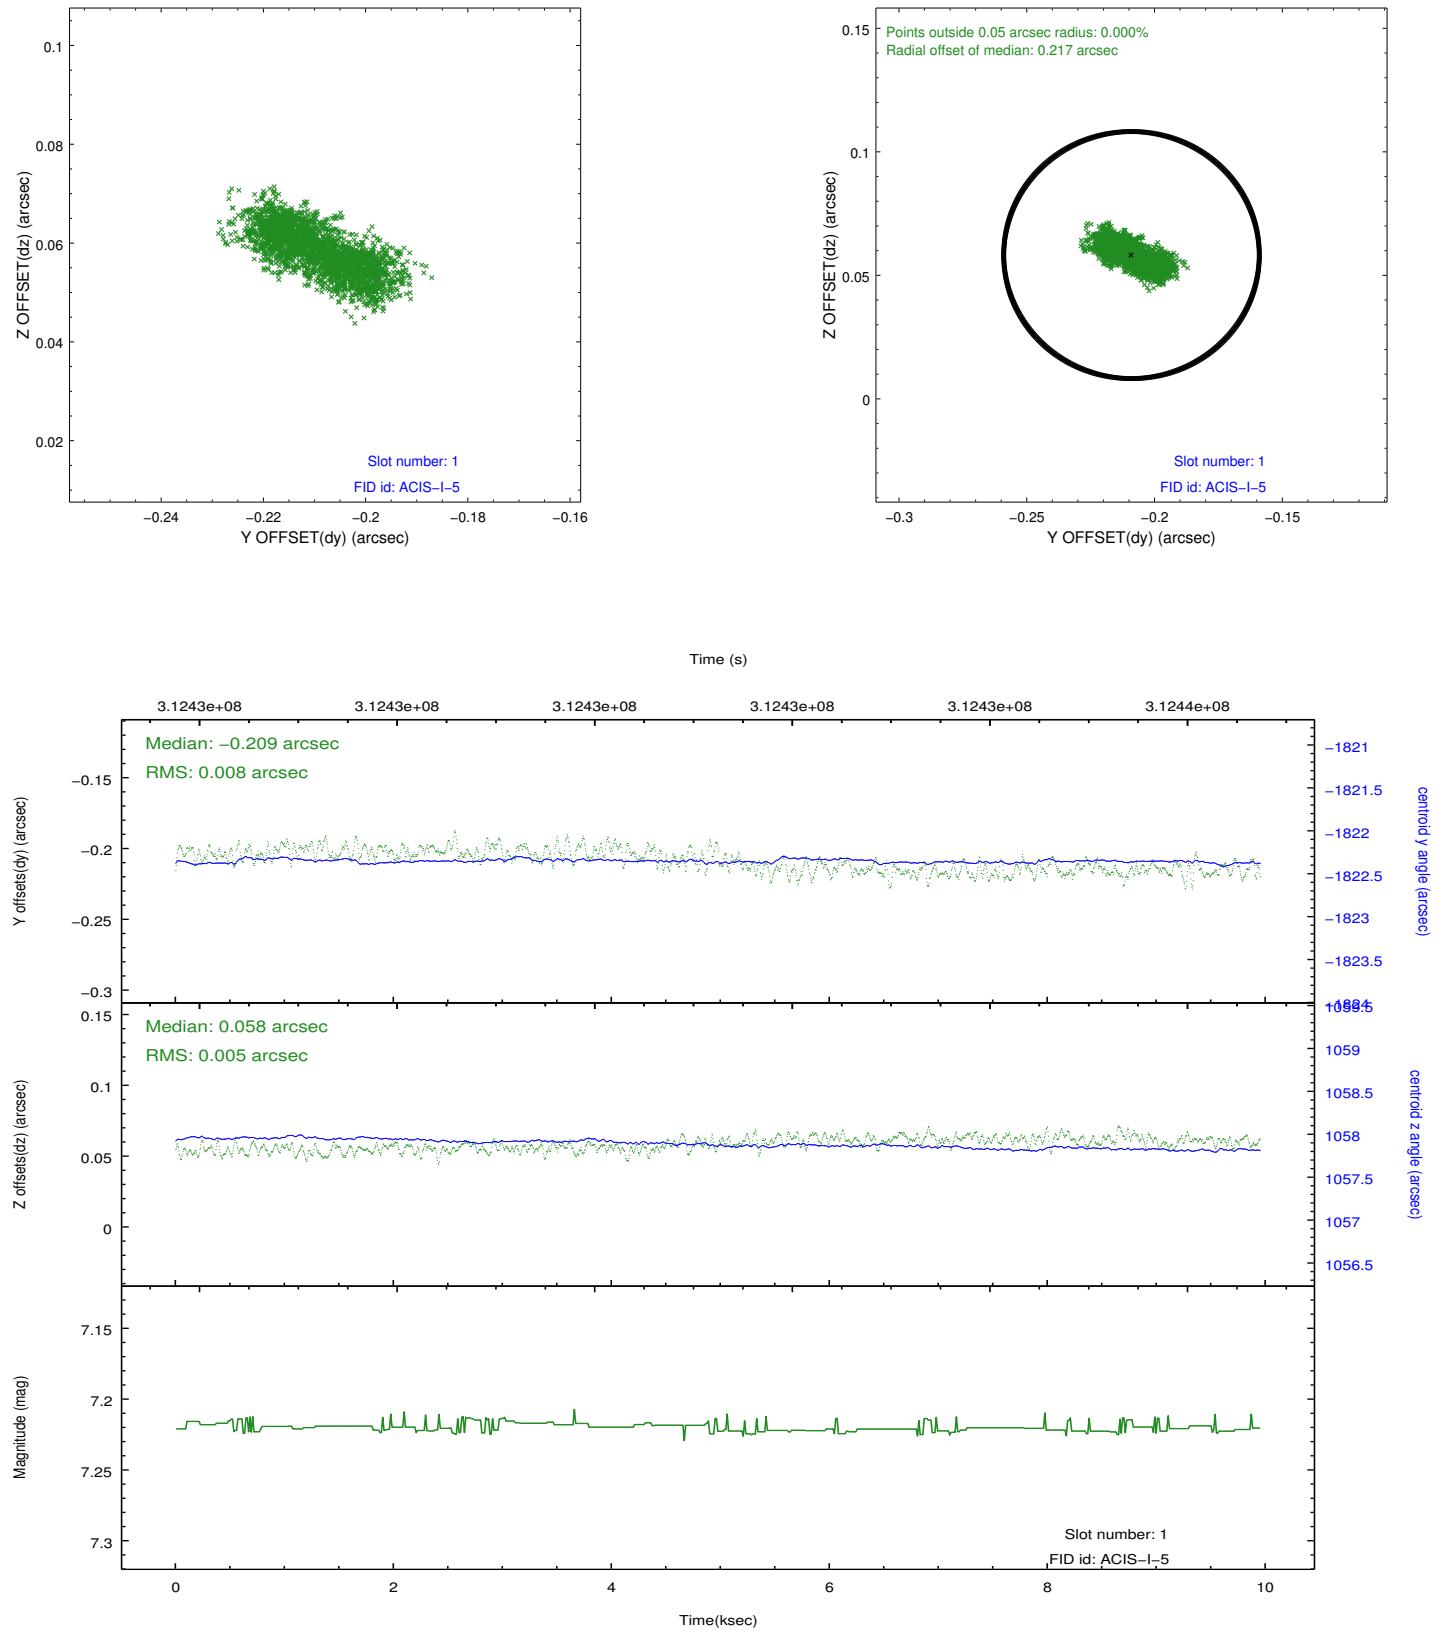 0.1
0.08
0.06
0.04
0.02
Z OFFSET(dz) (arcsec)
Slot number: 1
FID id: ACIS−I−5
−0.24 −0.22 −0.2 −0.18 −0.16
Y OFFSET(dy) (arcsec)
Points outside 0.05 arcsec radius: 0.000%
Radial offset of median: 0.217 arcsec
0.15
0.1
0.05
0
Z OFFSET(dz) (arcsec)
Slot number: 1
FID id: ACIS−I−5
−0.3 −0.25 −0.2 −0.15
Y OFFSET(dy) (arcsec)
Time (s)
3.1243e+08 3.1243e+08 3.1243e+08 3.1243e+08 3.1243e+08 3.1244e+08
Median: −0.209 arcsec
RMS: 0.008 arcsec
−0.15
−0.2
−0.25
−0.3
Y offsets(dy) (arcsec)
−1821
−1821.5
−1822
−1822.5
−1823
−1823.5
−1824
centroid y angle (arcsec)
Median: 0.058 arcsec
RMS: 0.005 arcsec
0.15
0.1
0.05
0
Z offsets(dz) (arcsec)
1059.5
1059
1058.5
1058
1057.5
1057
1056.5
centroid z angle (arcsec)
7.15
7.2
7.25
7.3
Magnitude (mag)
Slot number: 1
FID id: ACIS−I−5
0 2 4 6 8 10
Time(ksec)